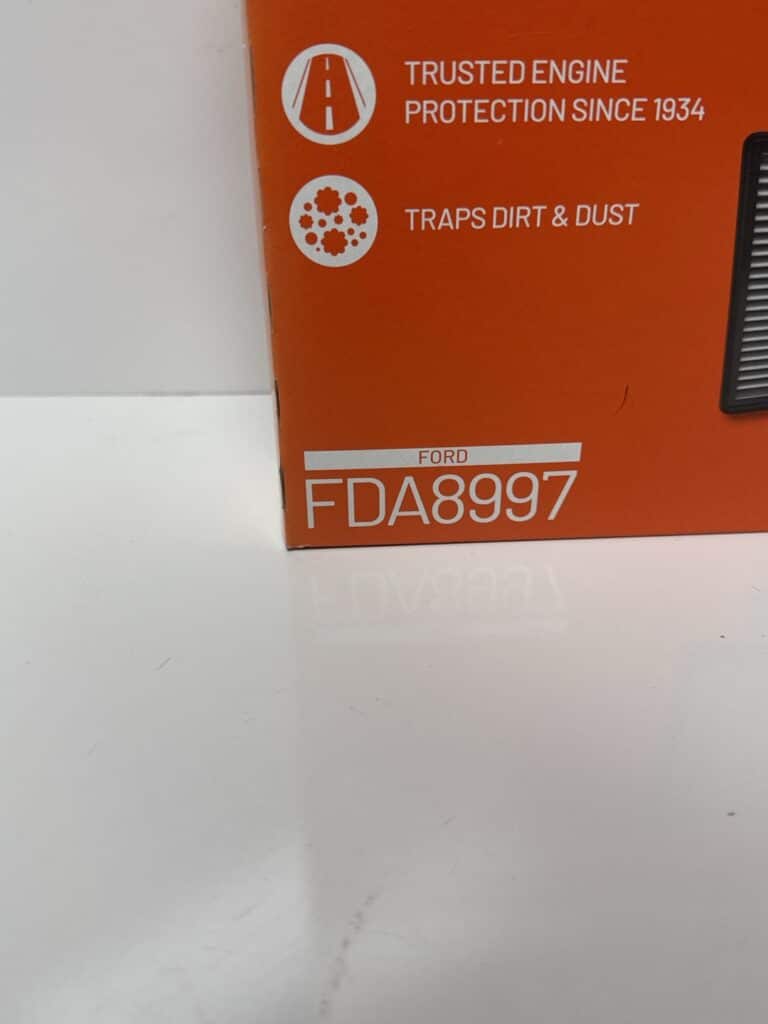 TRUSTED ENGINE
PROTECTION SINCE 1934
TRAPS DIRT & DUST
FORD
FDA8997